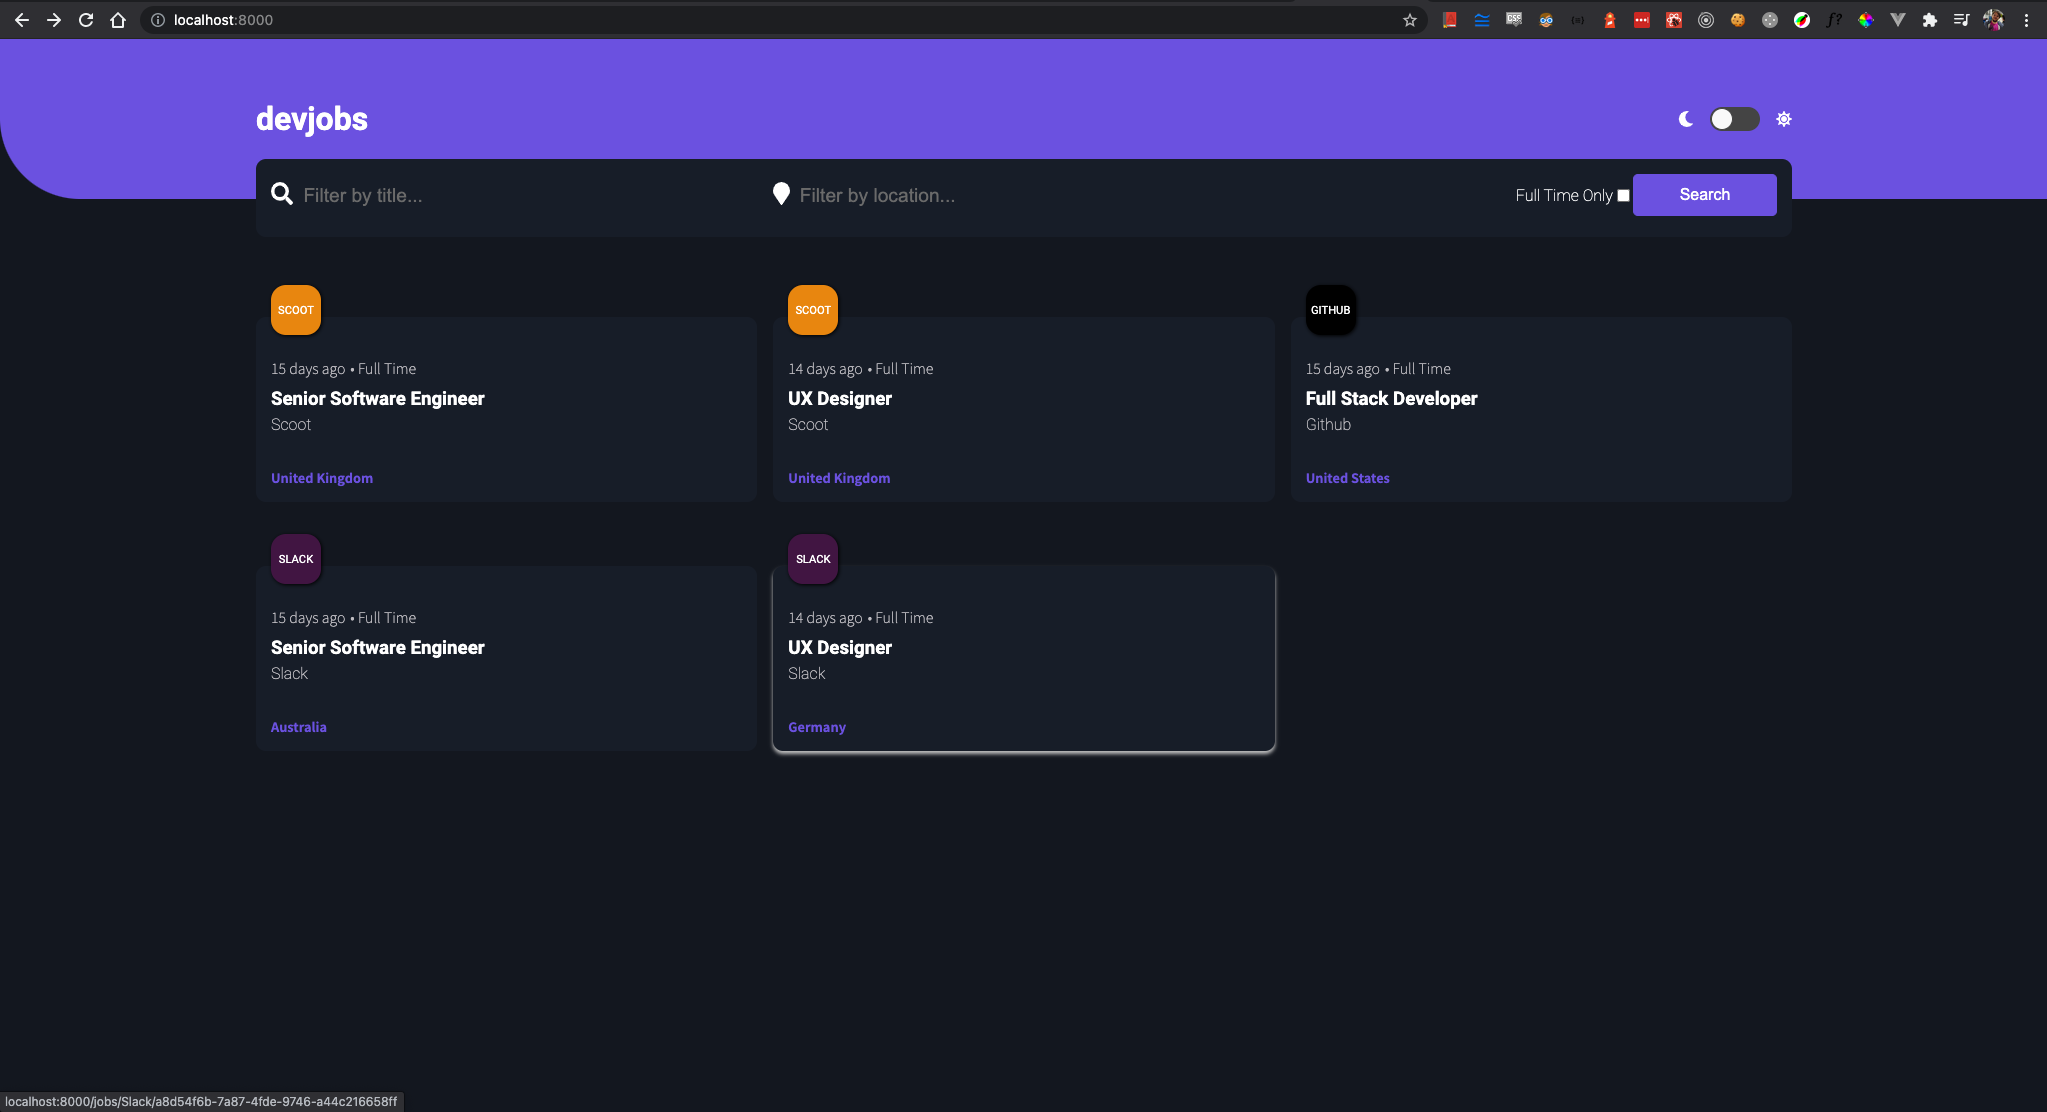 localhost:8000
devjobs
Filter by title...
Filter by location...
Full Time Only
Search
SCOOT
15 days ago • Full Time
Senior Software Engineer
Scoot
United Kingdom
SCOOT
14 days ago • Full Time
UX Designer
Scoot
United Kingdom
GITHUB
15 days ago • Full Time
Full Stack Developer
Github
United States
SLACK
15 days ago • Full Time
Senior Software Engineer
Slack
Australia
SLACK
14 days ago • Full Time
UX Designer
Slack
Germany
localhost:8000/jobs/Slack/a8d54f6b-7a87-4fde-9746-a44c216658ff